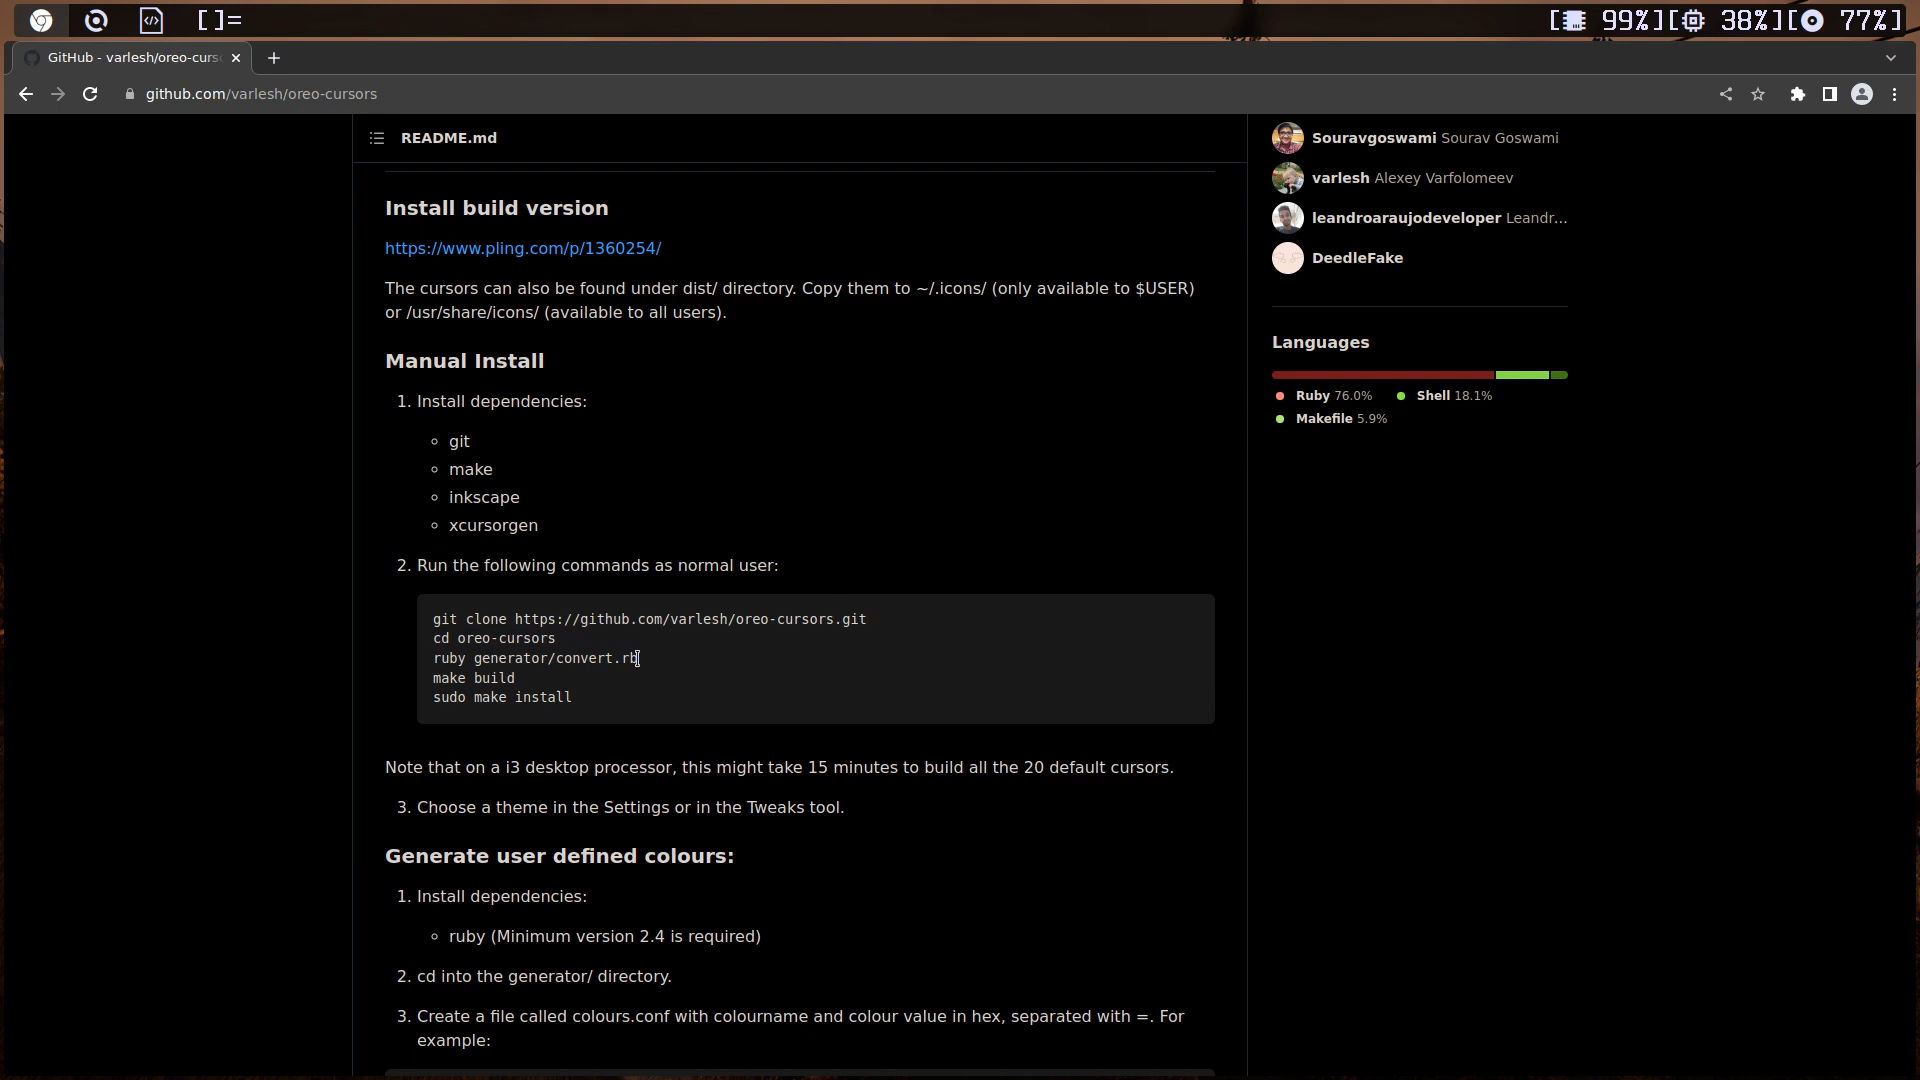 []=
[ 99%][ 38%][ 77%]
GitHub - varlesh/oreo-curs
github.com/varlesh/oreo-cursors
README.md
Install build version
https://www.pling.com/p/1360254/
The cursors can also be found under dist/ directory. Copy them to ~/.icons/ (only available to $USER)
or /usr/share/icons/ (available to all users).
Manual Install
1. Install dependencies:
git
make
inkscape
xcursorgen
2. Run the following commands as normal user:
git clone https://github.com/varlesh/oreo-cursors.git
cd oreo-cursors
ruby generator/convert.rb
make build
sudo make install
Note that on a i3 desktop processor, this might take 15 minutes to build all the 20 default cursors.
3. Choose a theme in the Settings or in the Tweaks tool.
Generate user defined colours:
1. Install dependencies:
ruby (Minimum version 2.4 is required)
2. cd into the generator/ directory.
3. Create a file called colours.conf with colourname and colour value in hex, separated with =. For
example:
Souravgoswami Sourav Goswami
varlesh Alexey Varfolomeev
leandroaraujodeveloper Leandr...
DeedleFake
Languages
Ruby 76.0% Shell 18.1%
Makefile 5.9%